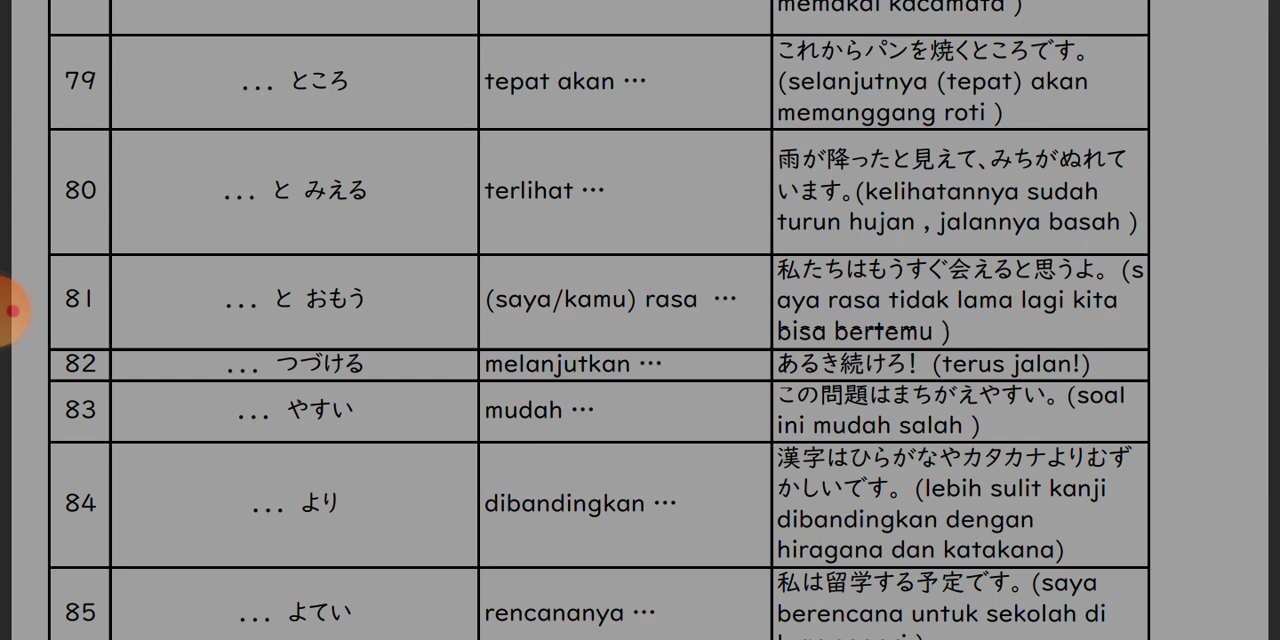 memakai kacamata )
79
... ところ
tepat akan ···
これからパンを焼くところです。
(selanjutnya (tepat) akan
memanggang roti )
80
... と みえる
terlihat ···
雨が降ったと見えて、みちがぬれて
います。(kelihatannya sudah
turun hujan , jalannya basah )
81
... と おもう
(saya/kamu) rasa ···
私たちはもうすぐ会えると思うよ。 (s
aya rasa tidak lama lagi kita
bisa bertemu )
82
... つづける
melanjutkan ···
あるき続けろ! (terus jalan!)
83
... やすい
mudah ···
この問題はまちがえやすい。(soal
ini mudah salah )
84
... より
dibandingkan ···
漢字はひらがなやカタカナよりむず
かしいです。 (lebih sulit kanji
dibandingkan dengan
hiragana dan katakana)
85
... よてい
rencananya ···
私は留学する予定です。(saya
berencana untuk sekolah di